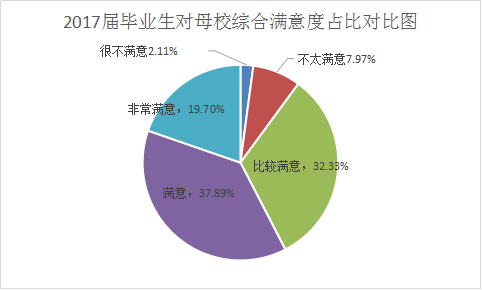 2017届毕业生对母校综合满意度占比对比图
很不满意2.11%
不太满意7.97%
非常满意，19.70%
比较满意，32.33%
满意，37.89%